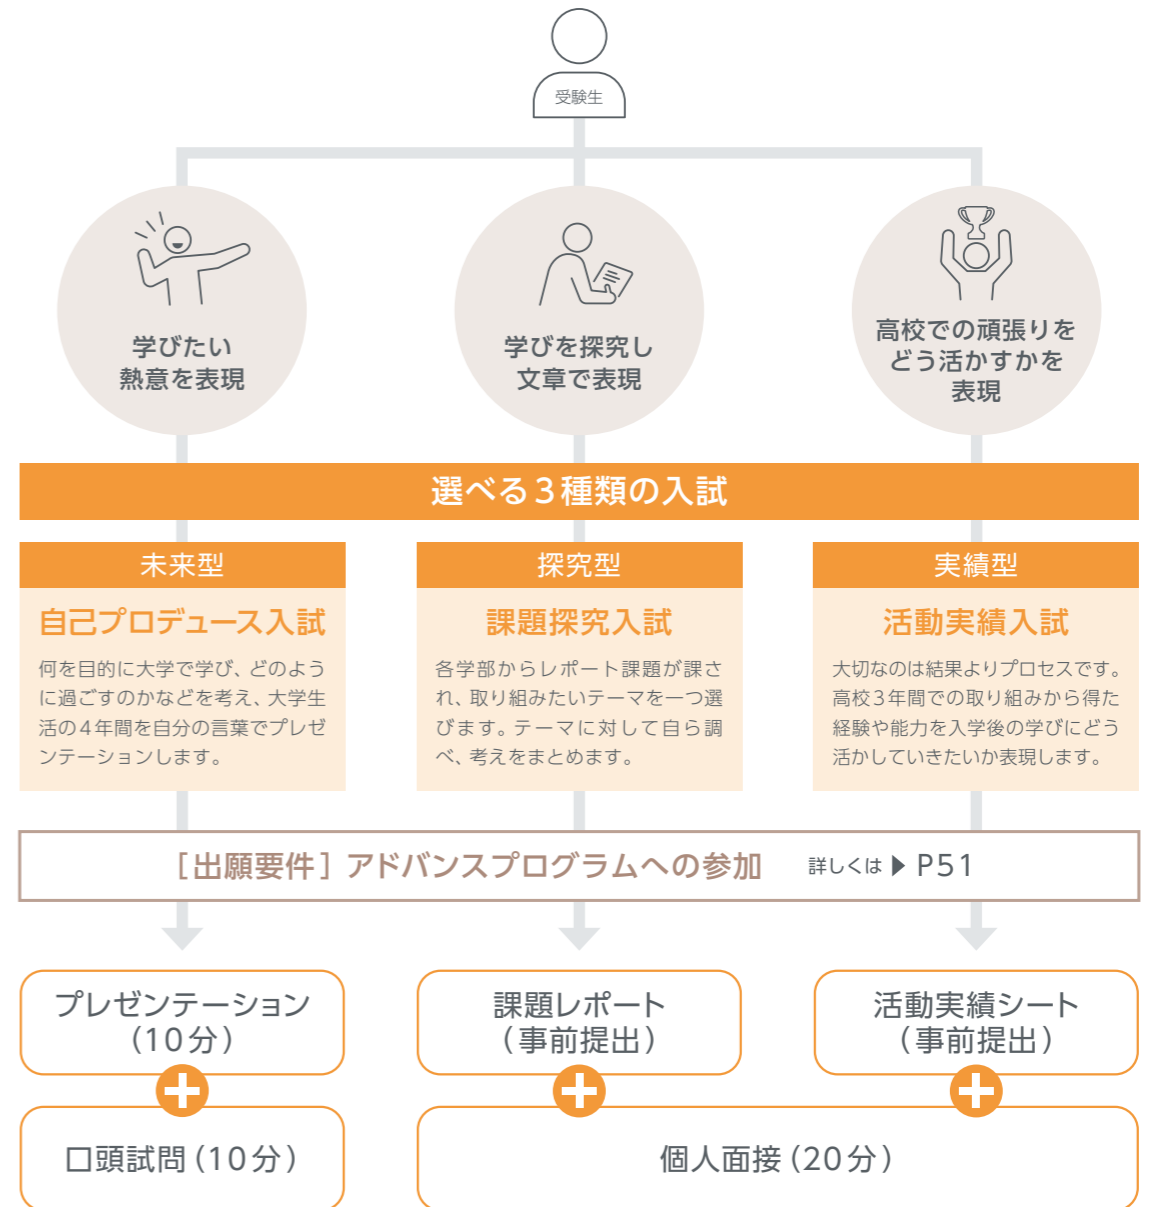 受験生
学びたい
熱意を表現
学びを探究し
文章で表現
高校での頑張りを
どう活かすかを
表現
選べる3種類の入試
未来型
自己プロデュース入試
何を目的に大学で学び、どのよう
に過ごすのかなどを考え、大学生
活の4年間を自分の言葉でプレゼ
ンテーションします。
探究型
課題探究入試
各学部からレポート課題が課さ
れ、取り組みたいテーマを一つ選
びます。テーマに対して自ら調
べ、考えをまとめます。
実績型
活動実績入試
大切なのは結果よりプロセスです。
高校3年間での取り組みから得た
経験や能力を入学後の学びにどう
活かしていきたいか表現します。
［出願要件］アドバンスプログラムへの参加 詳しくは▶P51
プレゼンテーション
（10分）
口頭試問（10分）
課題レポート
（事前提出）
活動実績シート
（事前提出）
個人面接（20分）